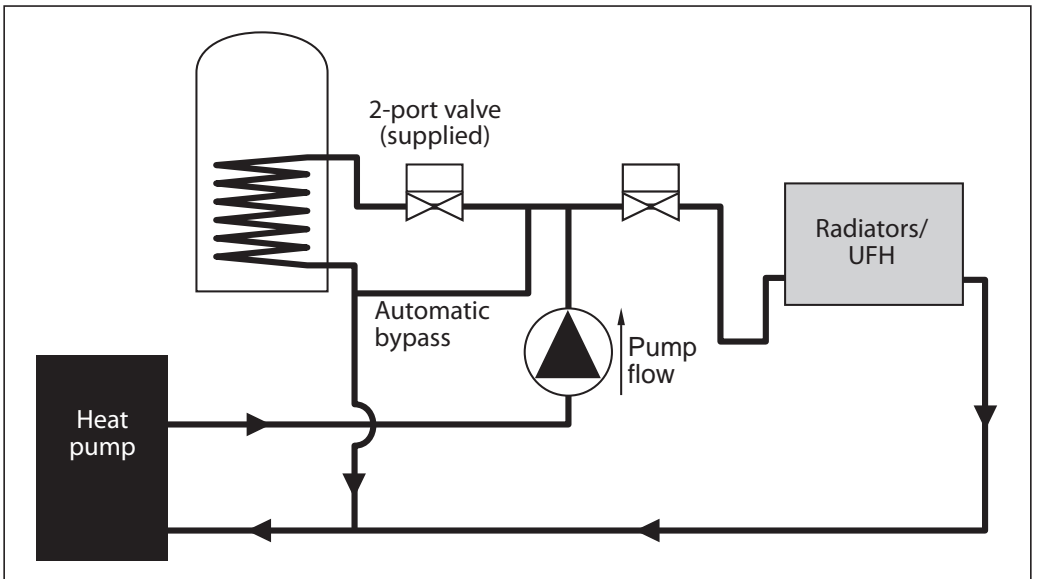 2-port valve
(supplied)
Radiators/
UFH
Automatic
bypass
Pump
flow
Heat
pump